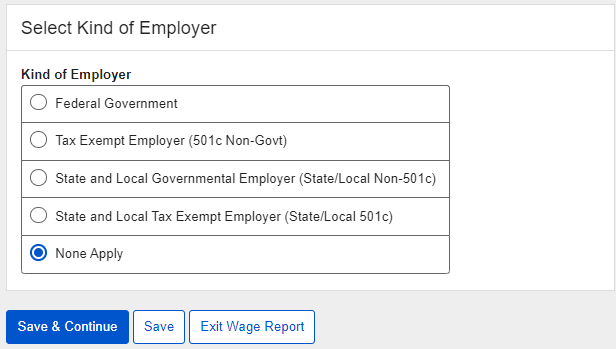 Select Kind of Employer
Kind of Employer
Federal Government
Tax Exempt Employer (501c Non-Govt)
State and Local Governmental Employer (State/Local Non-501c)
State and Local Tax Exempt Employer (State/Local 501c)
None Apply
Save & Continue Save Exit Wage Report